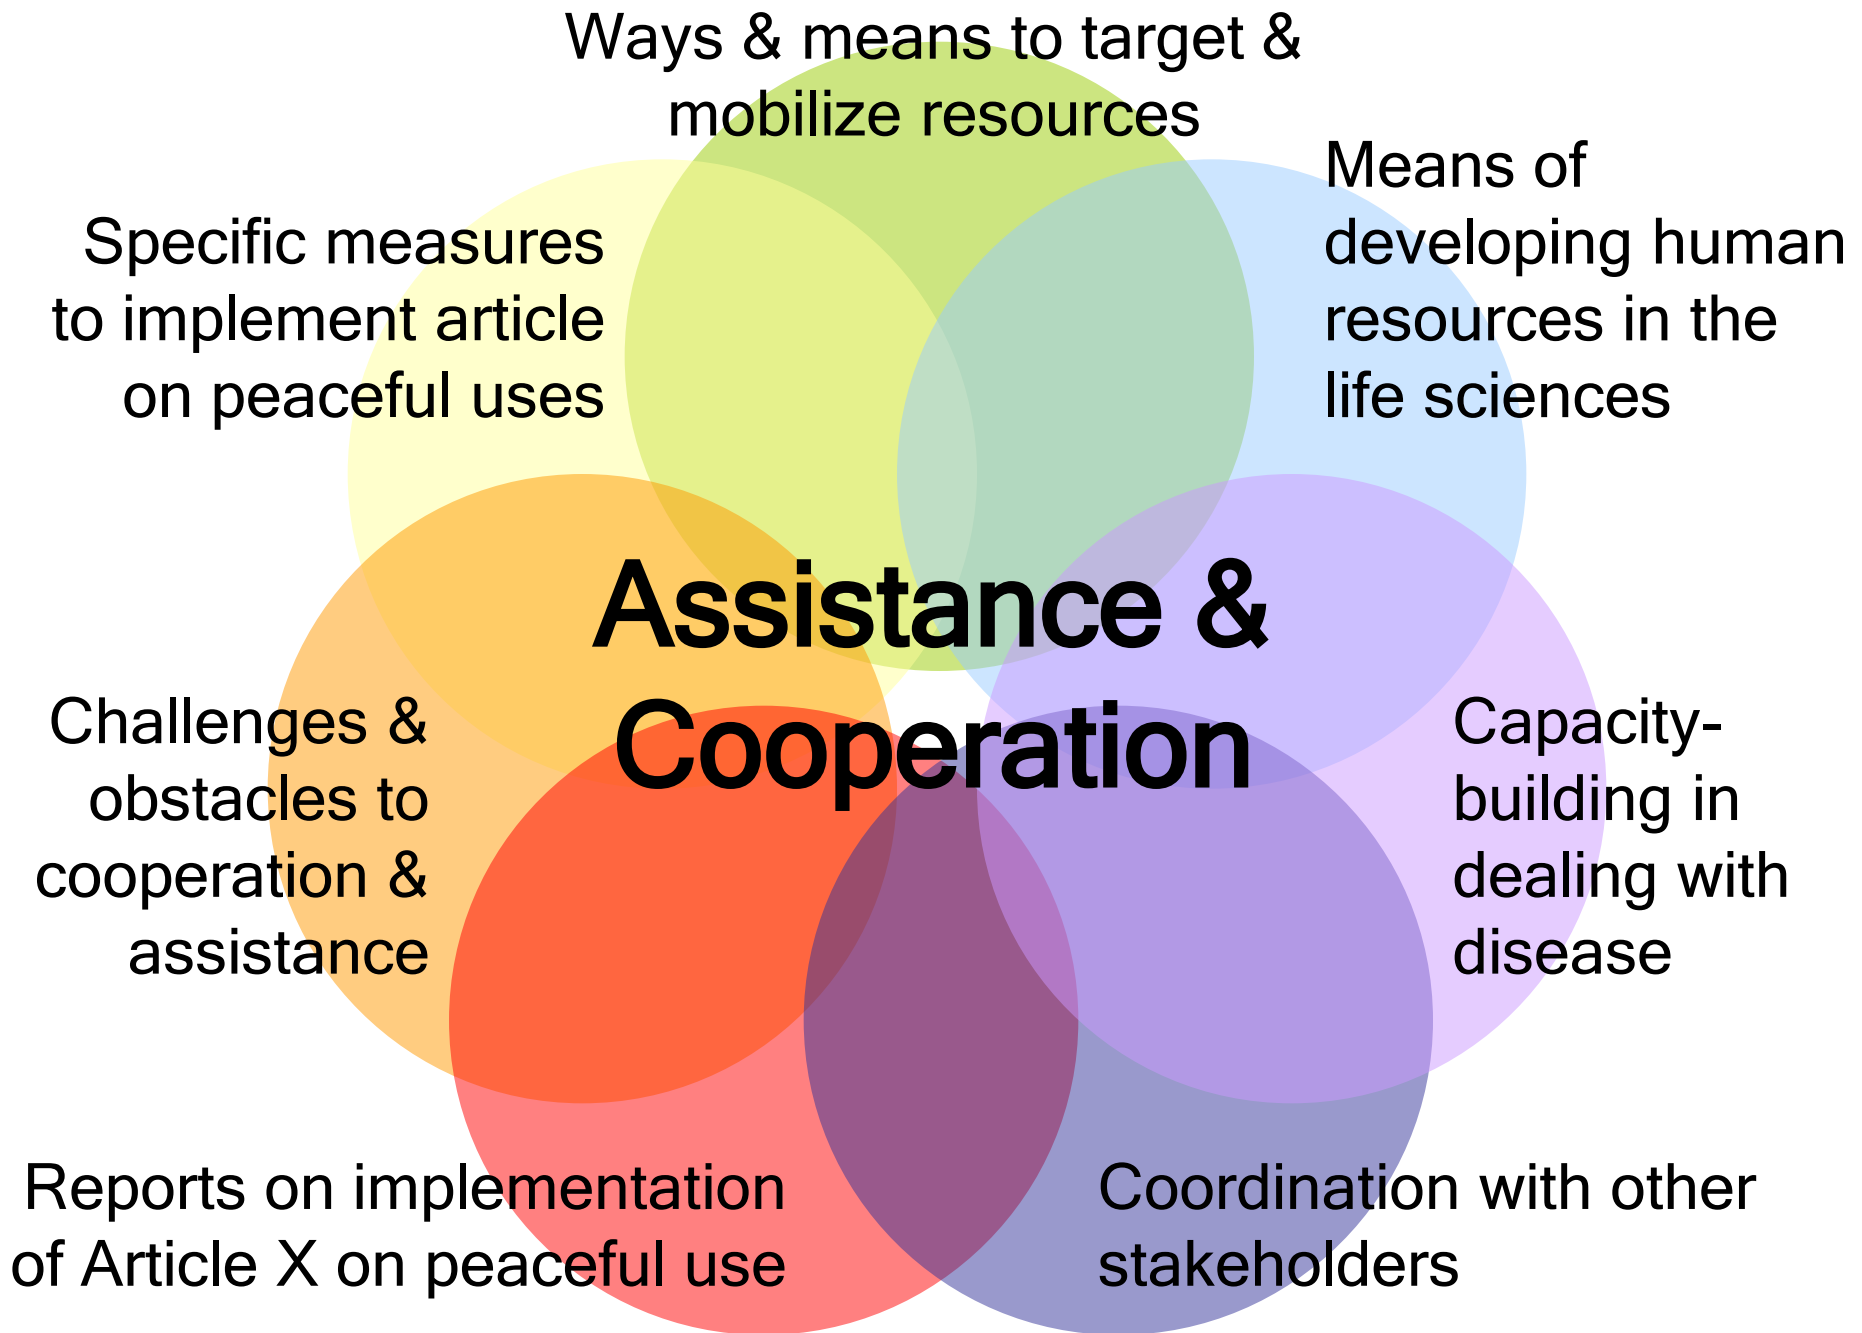 Ways & means to target &
mobilize resources
Means of
developing human
resources in the
life sciences
Specific measures
to implement article
on peaceful uses
Assistance &
Cooperation
Challenges &
obstacles to
cooperation &
assistance
Capacity-
building in
dealing with
disease
Reports on implementation
of Article X on peaceful use
Coordination with other
stakeholders